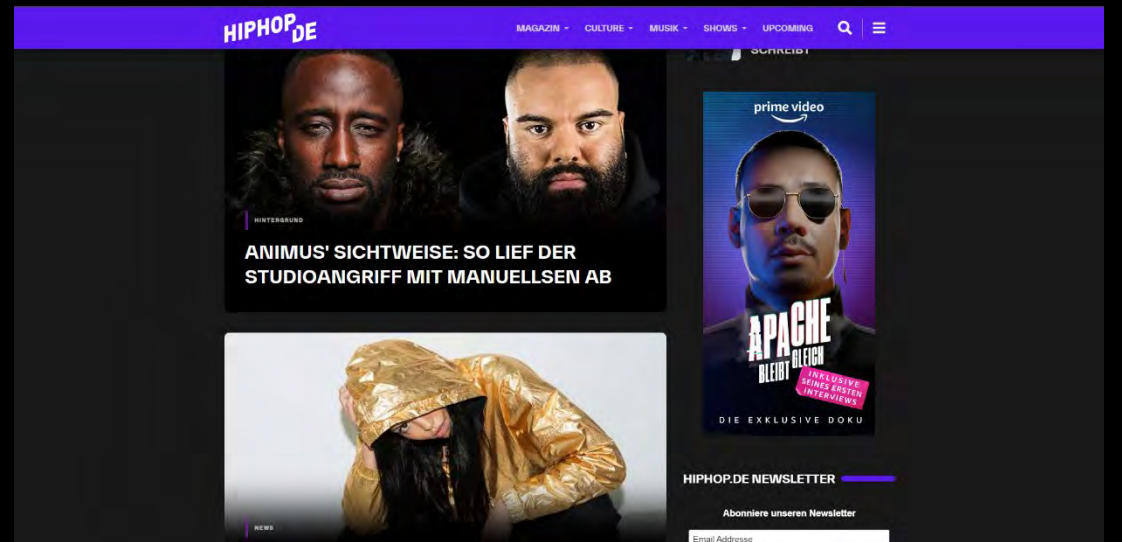 HIPHOP.DE
MAGAZIN CULTURE MUSIK SHOWS UPCOMING
SCHREIBT
HINTERGRUND
ANIMUS' SICHTWEISE: SO LIEF DER
STUDIOANGRIFF MIT MANUELLSEN AB
NEWS
prime video
APACHE
BLEIBT GLEICH
INKLUSIVE
SEINES ERSTEN
INTERVIEWS
DIE EXKLUSIVE DOKU
HIPHOP.DE NEWSLETTER
Abonniere unseren Newsletter
Email Addresse